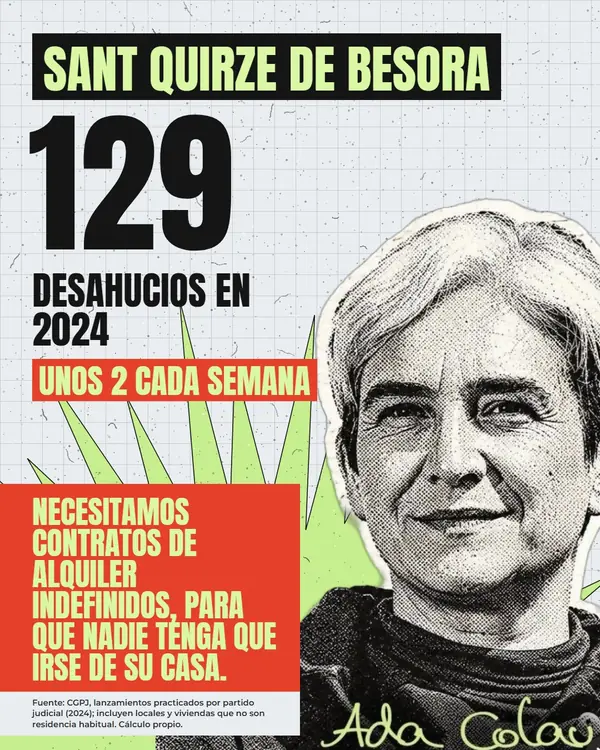 SANT QUIRZE DE BESORA
129
DESAHUCIOS EN
2024
UNOS 2 CADA SEMANA
NECESITAMOS
CONTRATOS DE
ALQUILER
INDEFINIDOS, PARA
QUE NADIE TENGA QUE
IRSE DE SU CASA.
Fuente: CGPJ, lanzamientos practicados por partido
judicial (2024); incluyen locales y viviendas que no son
residencia habitual. Cálculo propio.
Ada Colau